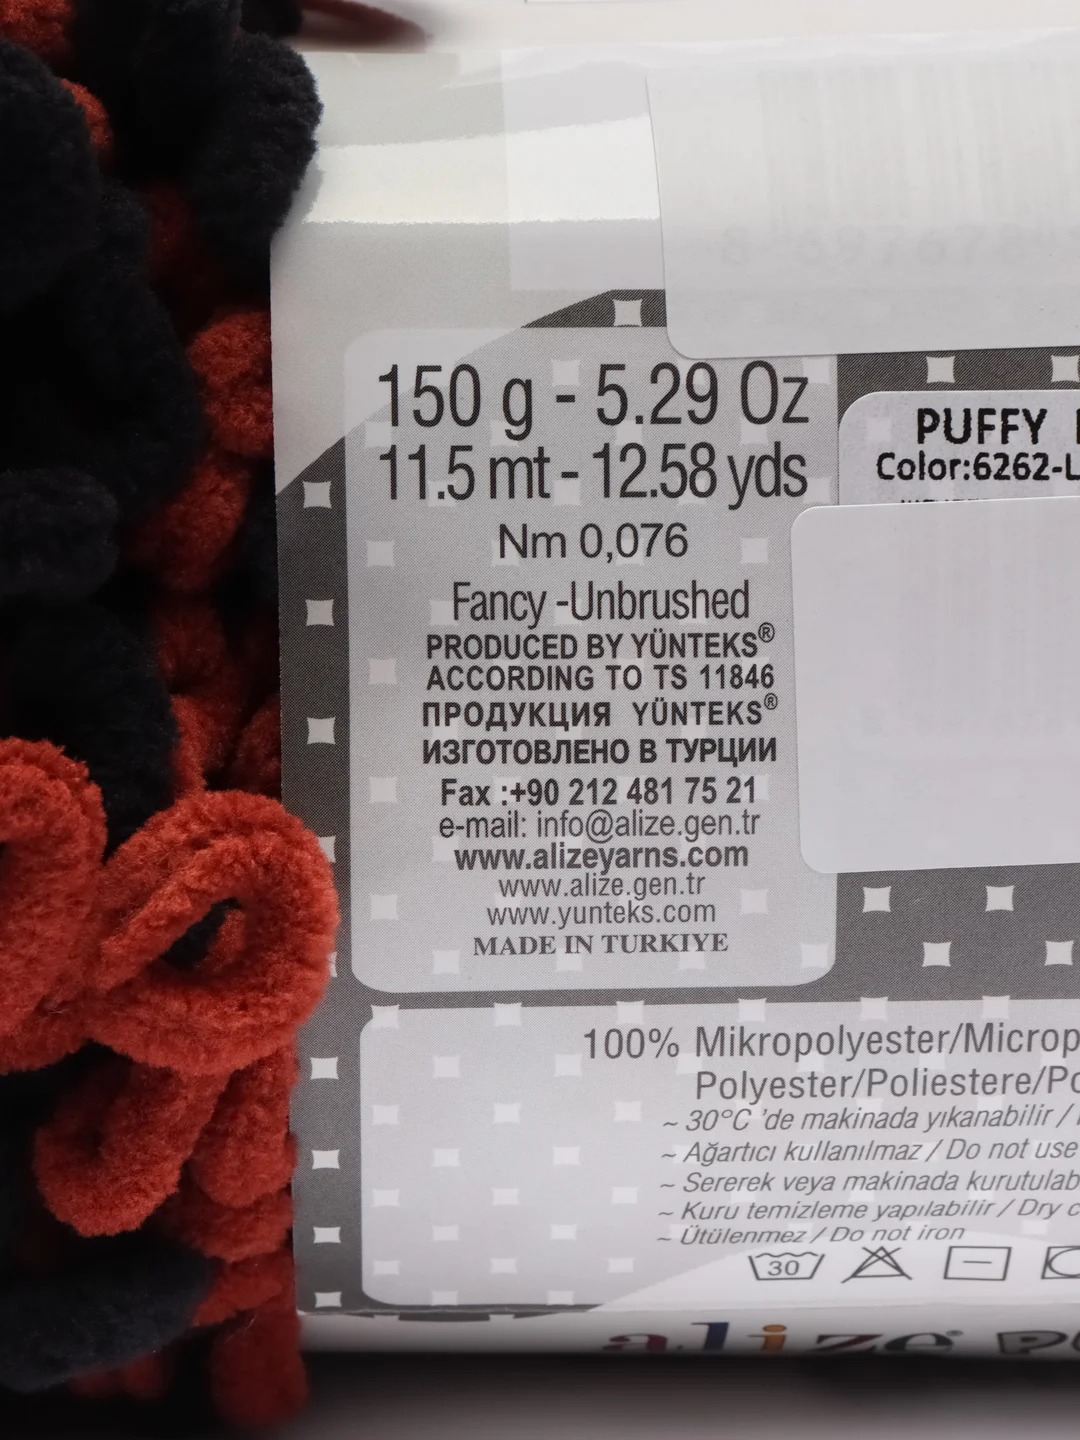 150 g - 5.29 Oz
11.5 mt - 12.58 yds
Nm 0,076
Fancy -Unbrushed
PRODUCED BY YÜNTEKS®
ACCORDING TO TS 11846
ПРОДУКЦИЯ YÜNTEKS®
ИЗГОТОВЛЕНО В ТУРЦИИ
Fax :+90 212 481 75 21
e-mail: info@alize.gen.tr
www.alizeyarns.com
www.alize.gen.tr
www.yunteks.com
MADE IN TURKIYE
PUFFY
Color:6262-L
100% Mikropolyester/Microp
Polyester/Poliestere/Po
~ 30°C 'de makinada yıkanabilir /
~ Ağartıcı kullanılmaz / Do not use
~ Sererek veya makinada kurutulab
~ Kuru temizleme yapılabilir / Dry c
~ Ütülenmez / Do not iron
30
alize®